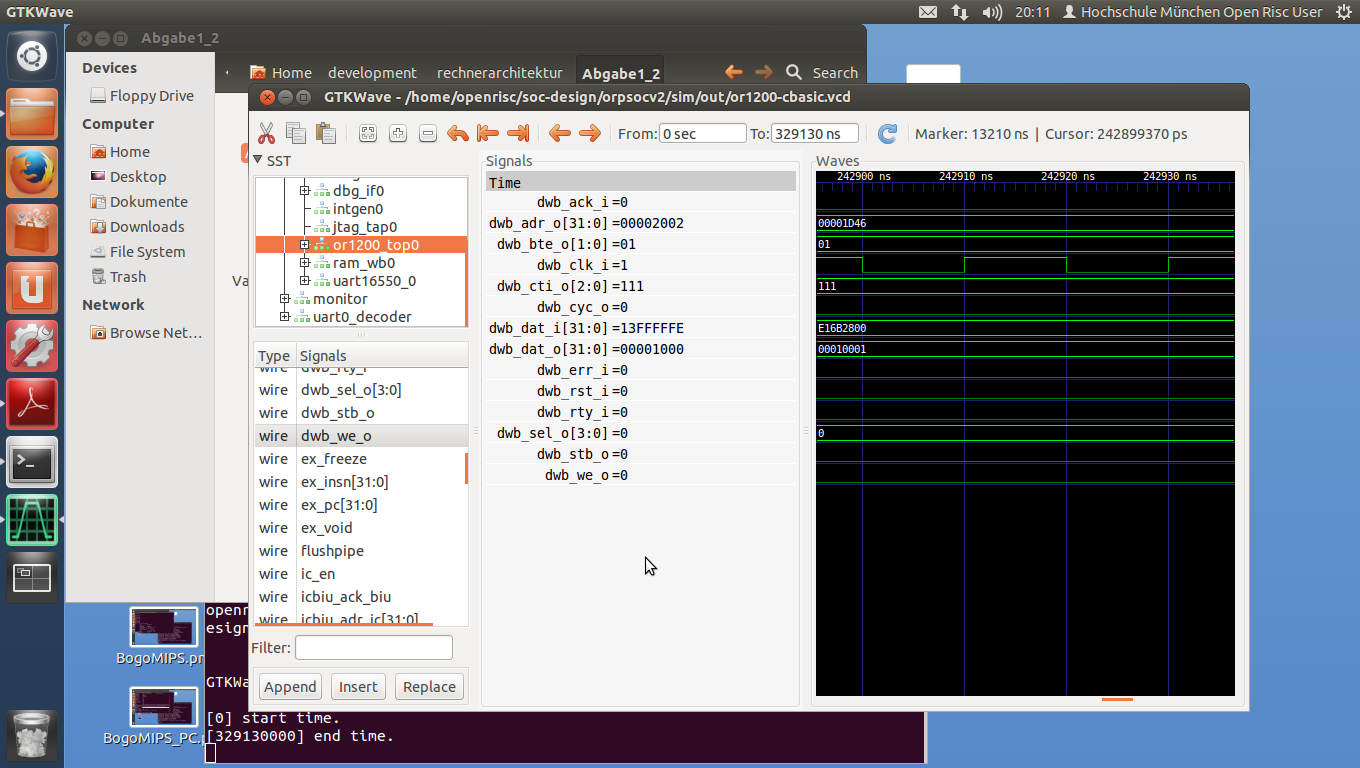 GTKWave
20:11 Hochschule München Open Risc User
Abgabe1_2
Devices
Floppy Drive
Computer
Home
Desktop
Dokumente
Downloads
File System
Trash
Network
Browse Net…
Home development rechnerarchitektur Abgabe1_2 Search
Va
GTKWave - /home/openrisc/soc-design/orpsocv2/sim/out/or1200-cbasic.vcd
From: 0 sec To: 329130 ns Marker: 13210 ns | Cursor: 242899370 ps
SST
dbg_if0
intgen0
jtag_tap0
or1200_top0
ram_wb0
uart16550_0
monitor
uart0_decoder
Type Signals
wire dwb_rty_i
wire dwb_sel_o[3:0]
wire dwb_stb_o
wire dwb_we_o
wire ex_freeze
wire ex_insn[31:0]
wire ex_pc[31:0]
wire ex_void
wire flushpipe
wire ic_en
wire icbiu_ack_biu
wire icbiu_adr_ic[31:0]
Filter:
Append Insert Replace
Signals
Time
dwb_ack_i=0
dwb_adr_o[31:0]=00002002
dwb_bte_o[1:0]=01
dwb_clk_i=1
dwb_cti_o[2:0]=111
dwb_cyc_o=0
dwb_dat_i[31:0]=13FFFFFE
dwb_dat_o[31:0]=00001000
dwb_err_i=0
dwb_rst_i=0
dwb_rty_i=0
dwb_sel_o[3:0]=0
dwb_stb_o=0
dwb_we_o=0
Waves
242900 ns 242910 ns 242920 ns 242930 ns
00001D46
01
111
E16B2800
00010001
0
BogoMIPS.pn
BogoMIPS_PC.p
openr
esign
GTKWa
[0] start time.
[329130000] end time.